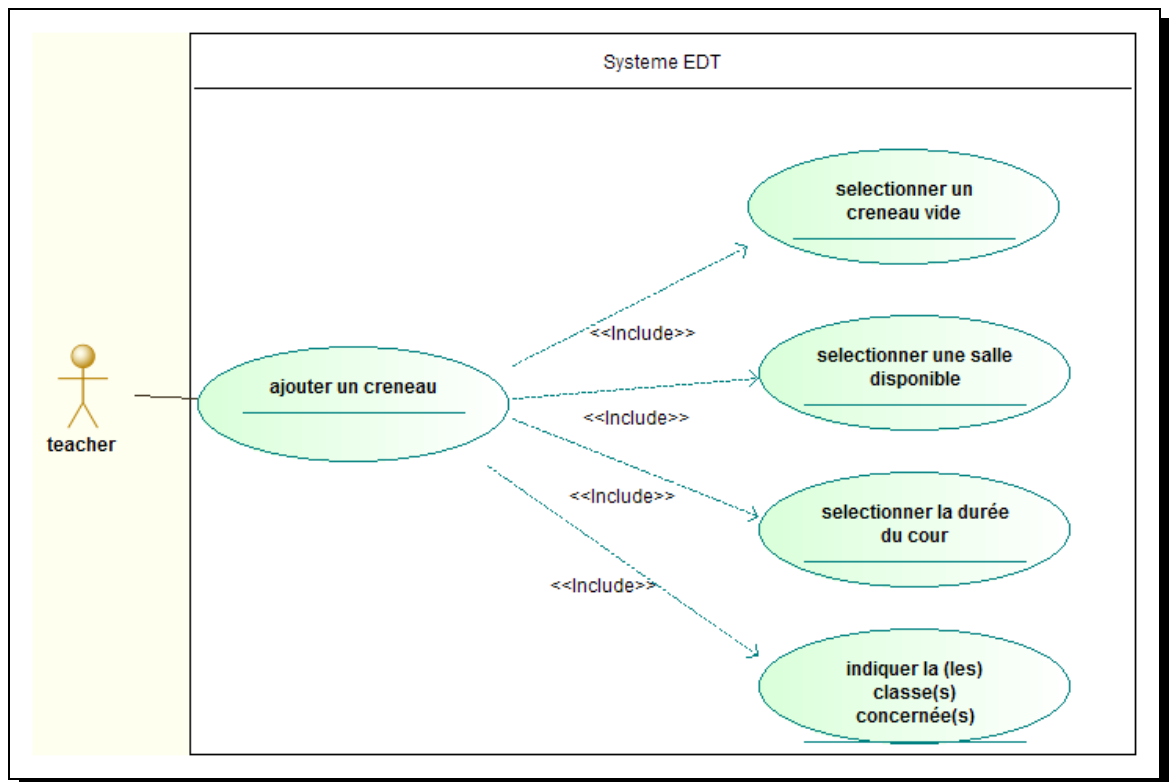 Systeme EDT
selectionner un
creneau vide
<<Include>>
selectionner une salle
disponible
ajouter un creneau
<<Include>>
teacher
<<Include>>
selectionner la durée
du cour
<<Include>>
indiquer la (les)
classe(s)
concernée(s)